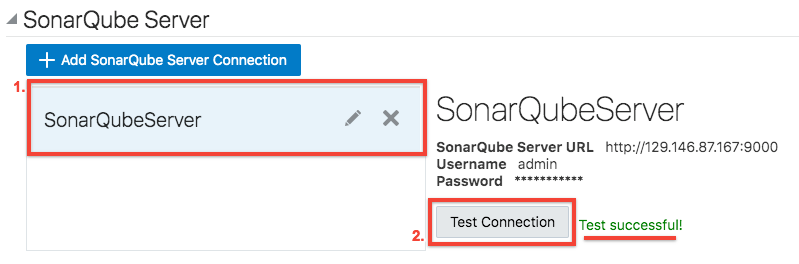 SonarQube Server
+ Add SonarQube Server Connection
1.
SonarQubeServer
SonarQubeServer
SonarQube Server URL http://129.146.87.167:9000
Username admin
Password ***********
2.
Test Connection
Test successful!